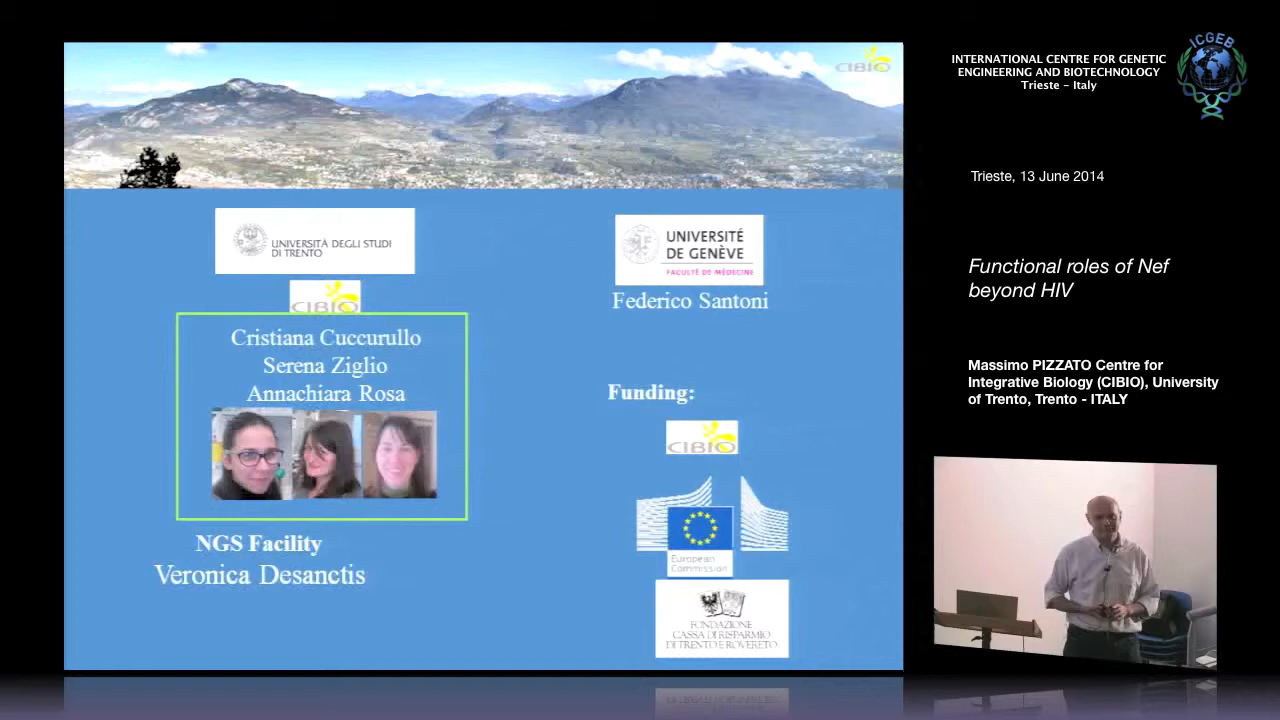 CIBIO
INTERNATIONAL CENTRE FOR GENETIC
ENGINEERING AND BIOTECHNOLOGY
Trieste - Italy
ICGEB
Trieste, 13 June 2014
Functional roles of Nef
beyond HIV
Massimo PIZZATO Centre for
Integrative Biology (CIBIO), University
of Trento, Trento - ITALY
UNIVERSITÀ DEGLI STUDI
DI TRENTO
CIBIO
Cristiana Cuccurullo
Serena Ziglio
Annachiara Rosa
NGS Facility
Veronica Desanctis
UNIVERSITÉ
DE GENÈVE
FACULTÉ DE MÉDECINE
Federico Santoni
Funding:
CIBIO
European
Commission
FONDAZIONE
CASSA DI RISPARMIO
DI TRENTO E ROVERETO